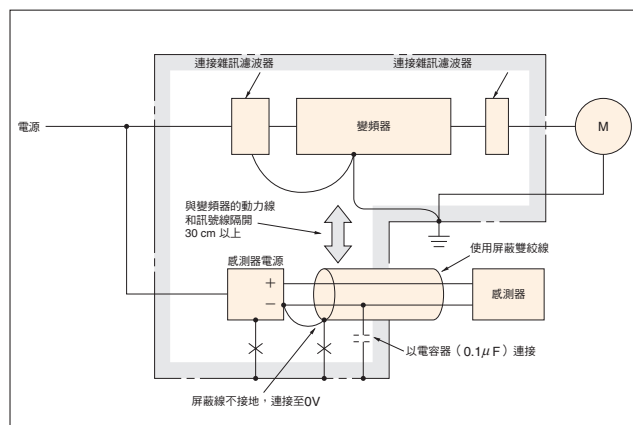 連接雜訊濾波器
連接雜訊濾波器
電源
變頻器
M
與變頻器的動力線
和訊號線隔開
30 cm 以上
使用屏蔽雙絞線
感測器電源
+
−
感測器
以電容器（0.1μF）連接
屏蔽線不接地，連接至0V